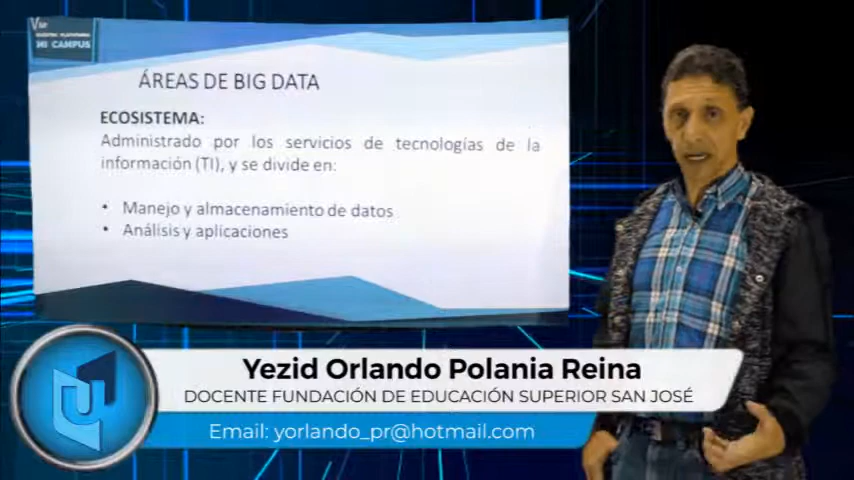 MI CAMPUS
ÁREAS DE BIG DATA
ECOSISTEMA:
Administrado por los servicios de tecnologías de la
información (TI), y se divide en:
• Manejo y almacenamiento de datos
• Análisis y aplicaciones
Yezid Orlando Polania Reina
DOCENTE FUNDACIÓN DE EDUCACIÓN SUPERIOR SAN JOSÉ
Email: yorlando_pr@hotmail.com